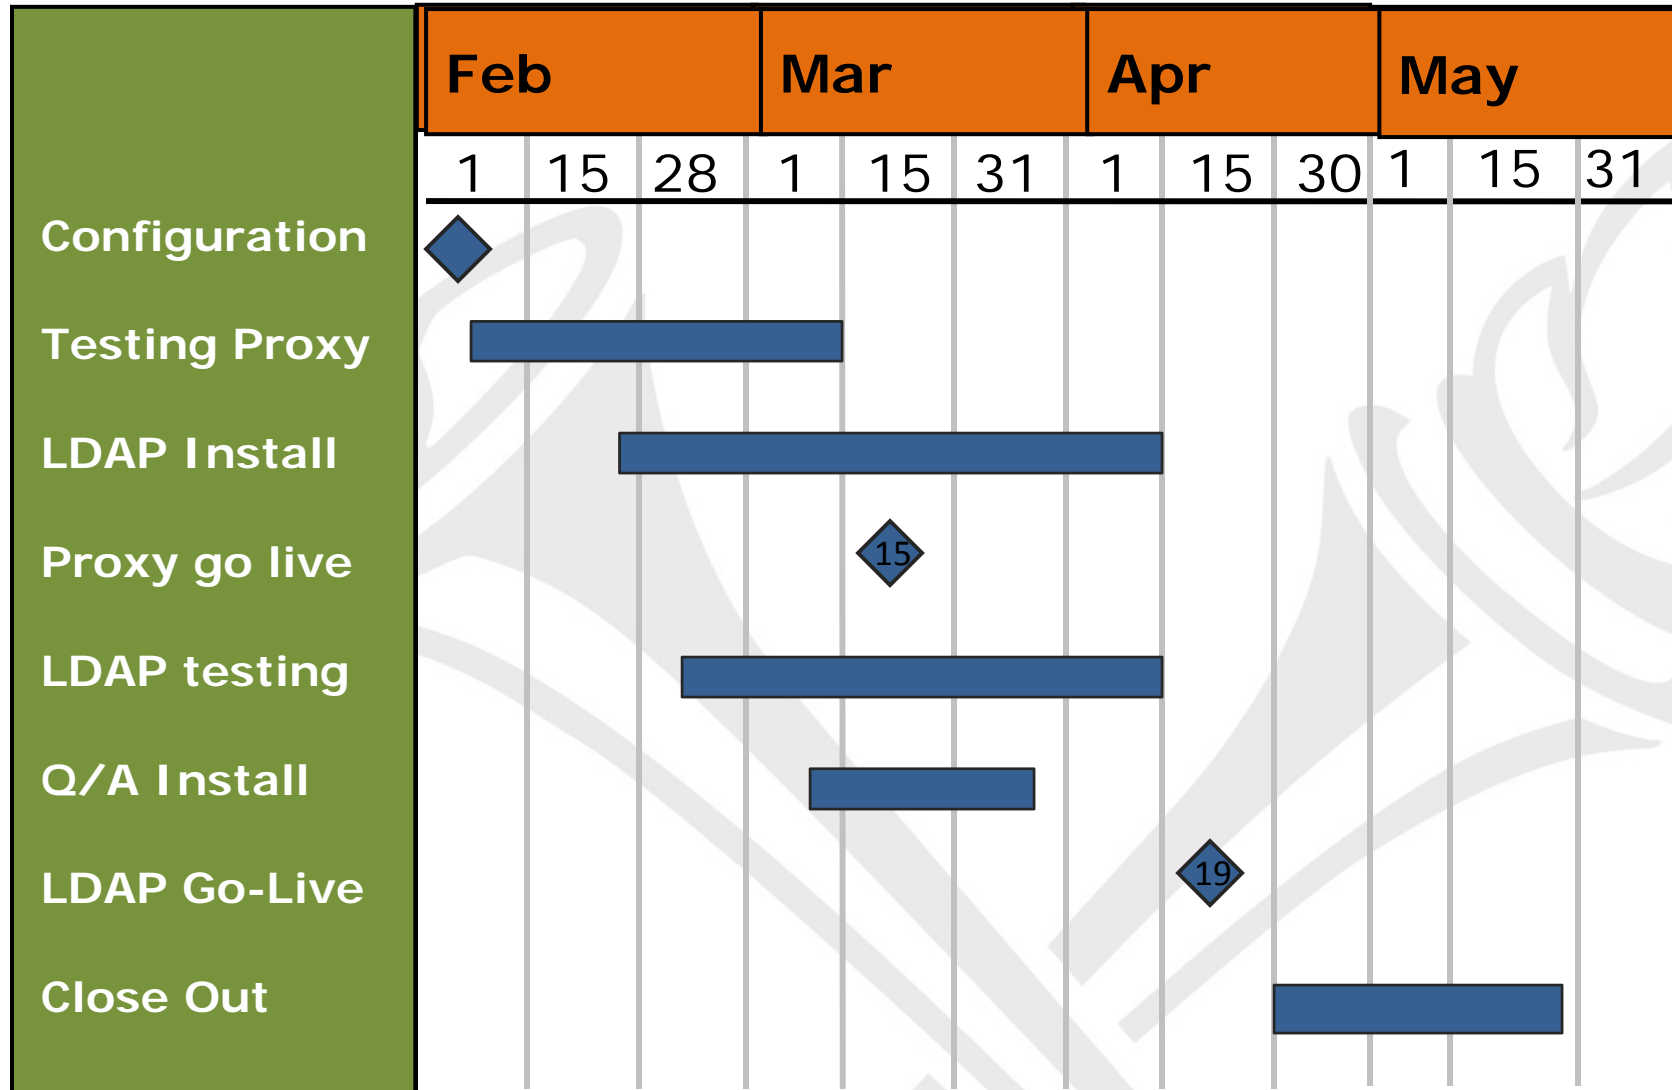 Feb Mar Apr May
1 15 28 1 15 31 1 15 30 1 15 31
Configuration
Testing Proxy
LDAP Install
Proxy go live
15
LDAP testing
Q/A Install
LDAP Go-Live
19
Close Out